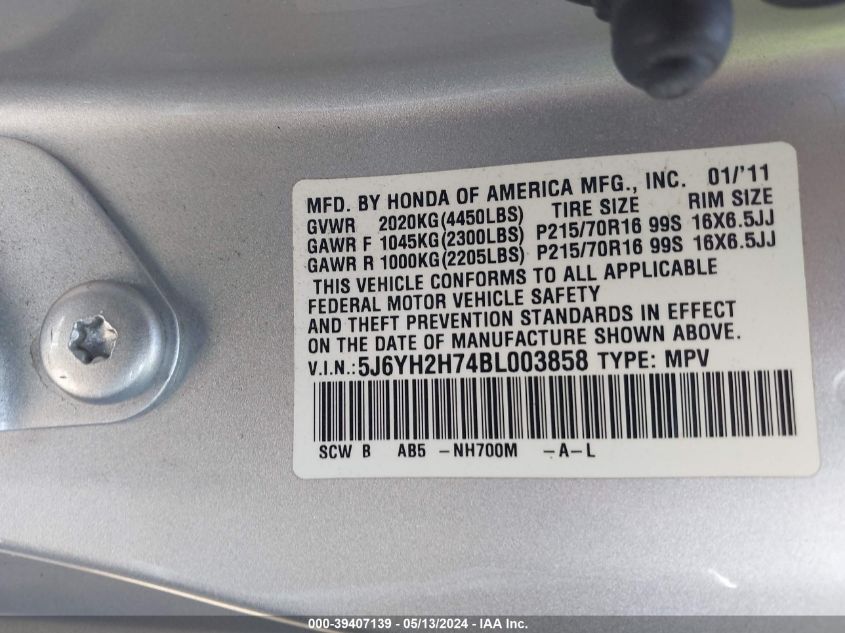 MFD. BY HONDA OF AMERICA MFG., INC. 01/'11
GVWR 2020KG(4450LBS) TIRE SIZE RIM SIZE
GAWR F 1045KG(2300LBS) P215/70R16 99S 16X6.5JJ
GAWR R 1000KG(2205LBS) P215/70R16 99S 16X6.5JJ
THIS VEHICLE CONFORMS TO ALL APPLICABLE
FEDERAL MOTOR VEHICLE SAFETY
AND THEFT PREVENTION STANDARDS IN EFFECT
ON THE DATE OF MANUFACTURE SHOWN ABOVE.
V.I.N.: 5J6YH2H74BL003858 TYPE: MPV
SCW B AB5 -NH700M -A-L
000-39407139 - 05/13/2024 - IAA Inc.